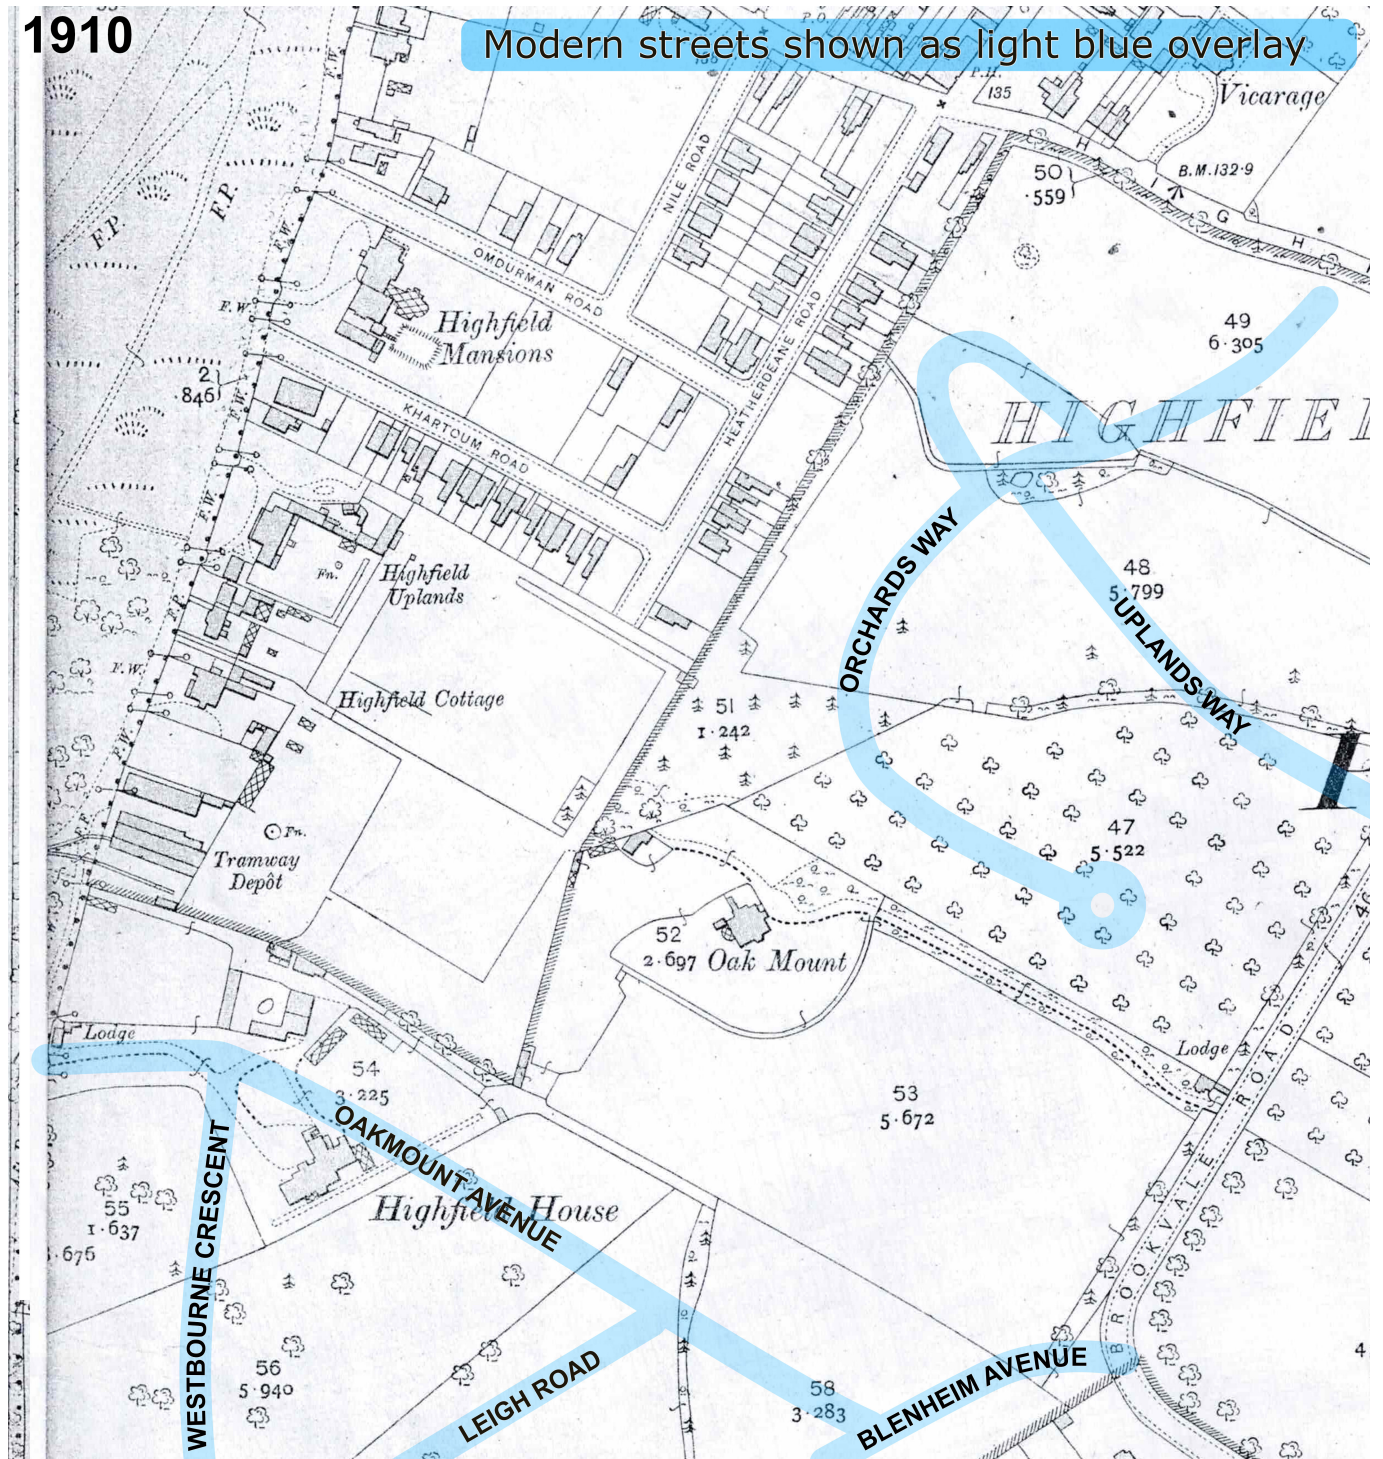 1910
Modern streets shown as light blue overlay
P.O.
P.H.
135
Vicarage
F.W.
NILE ROAD
50
.559
B.M.132.9
H
I
G
H
F.P.
F.P.
F.W.
OMDURMAN ROAD
F.W.
Highfield
Mansions
HEATHERDEANE ROAD
49
6.305
2
846
F.W.
KHARTOUM ROAD
HIGHFIEL
F.W.
Fn.
Highfield
Uplands
ORCHARDS WAY
48
5.799
UPLANDS WAY
F.P.
F.W.
Highfield Cottage
51
1.242
F.W.
47
5.522
F.P.
Fn.
Tramway
Depôt
52
2.697
Oak Mount
Lodge
Lodge
54
3.225
53
5.672
OAKMOUNT AVENUE
BROOKVALE ROAD
WESTBOURNE CRESCENT
Highfield House
55
1.637
.676
56
5.940
LEIGH ROAD
58
3.283
BLENHEIM AVENUE
4